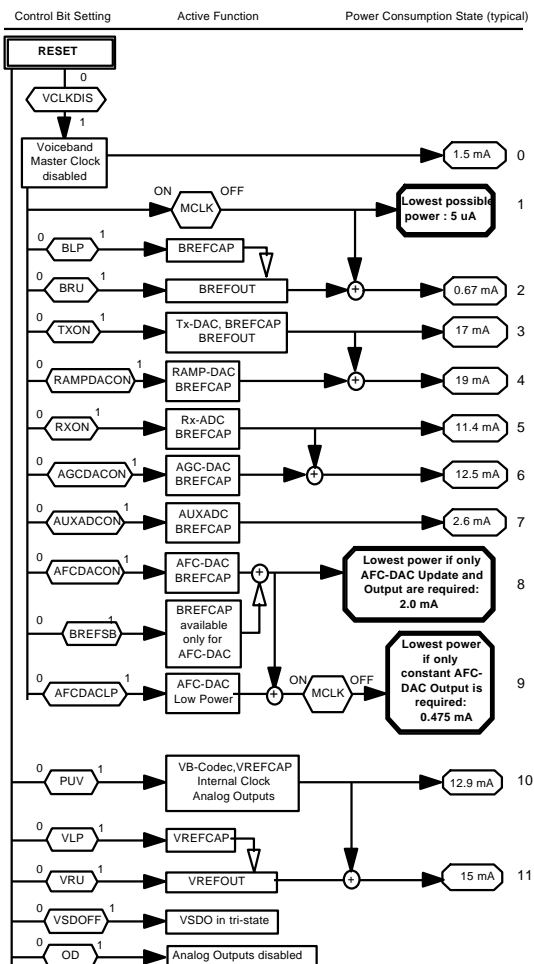 Control Bit Setting Active Function Power Consumption State (typical)
RESET
0
VCLKDIS
1
Voiceband
Master Clock
disabled
1.5 mA 0
ON MCLK OFF
Lowest possible
power : 5 uA
1
0 BLP 1 BREFCAP
0 BRU 1 BREFOUT + 0.67 mA 2
0 TXON 1 Tx-DAC, BREFCAP
BREFOUT
17 mA 3
0 RAMPDACON 1 RAMP-DAC
BREFCAP
+ 19 mA 4
0 RXON 1 Rx-ADC
BREFCAP
11.4 mA 5
0 AGCDACON 1 AGC-DAC
BREFCAP
+ 12.5 mA 6
0 AUXADCON 1 AUXADC
BREFCAP
2.6 mA 7
0 AFCDACON 1 AFC-DAC
BREFCAP
+
Lowest power if only
AFC-DAC Update and
Output are required:
2.0 mA
8
0 BREFSB 1 BREFCAP
available
only for
AFC-DAC
0 AFCDACLP 1 AFC-DAC
Low Power
+ ON MCLK OFF
Lowest power
if only
constant AFC-
DAC Output is
required:
0.475 mA
9
0 PUV 1 VB-Codec,VREFCAP
Internal Clock
Analog Outputs
12.9 mA 10
0 VLP 1 VREFCAP
0 VRU 1 VREFOUT + 15 mA 11
0 VSDOFF 1 VSDO in tri-state
0 OD 1 Analog Outputs disabled